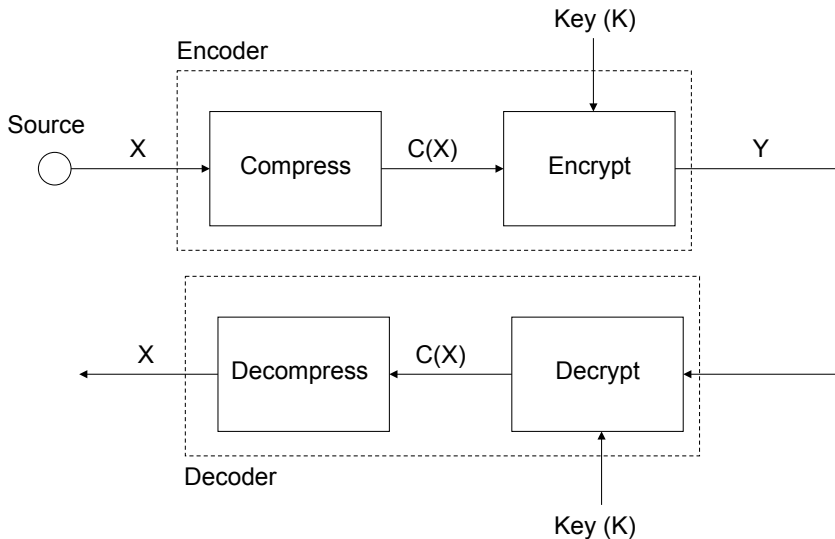 Key (K)
Encoder
Source
X
Compress
C(X)
Encrypt
Y
X
Decompress
C(X)
Decrypt
Decoder
Key (K)